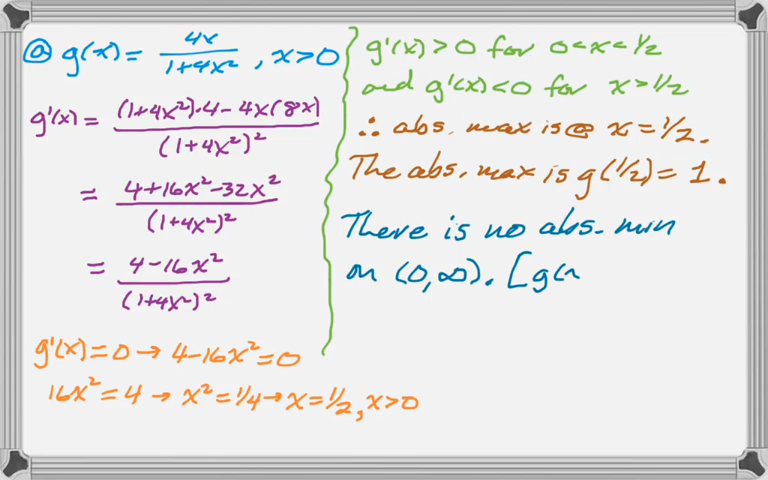 ⓐ g(x) = 4x / 1+4x² , x>0
g'(x) = (1+4x²)·4 - 4x(8x) / (1+4x²)²
= 4+16x²-32x² / (1+4x²)²
= 4-16x² / (1+4x²)²
g'(x)=0 → 4-16x²=0
16x²=4 → x²=1/4 → x=1/2, x>0
g'(x)>0 for 0<x<1/2
and g'(x)<0 for x>1/2
∴ abs. max is @ x=1/2.
The abs. max is g(1/2)=1.
There is no abs. min
on (0,∞). [g(